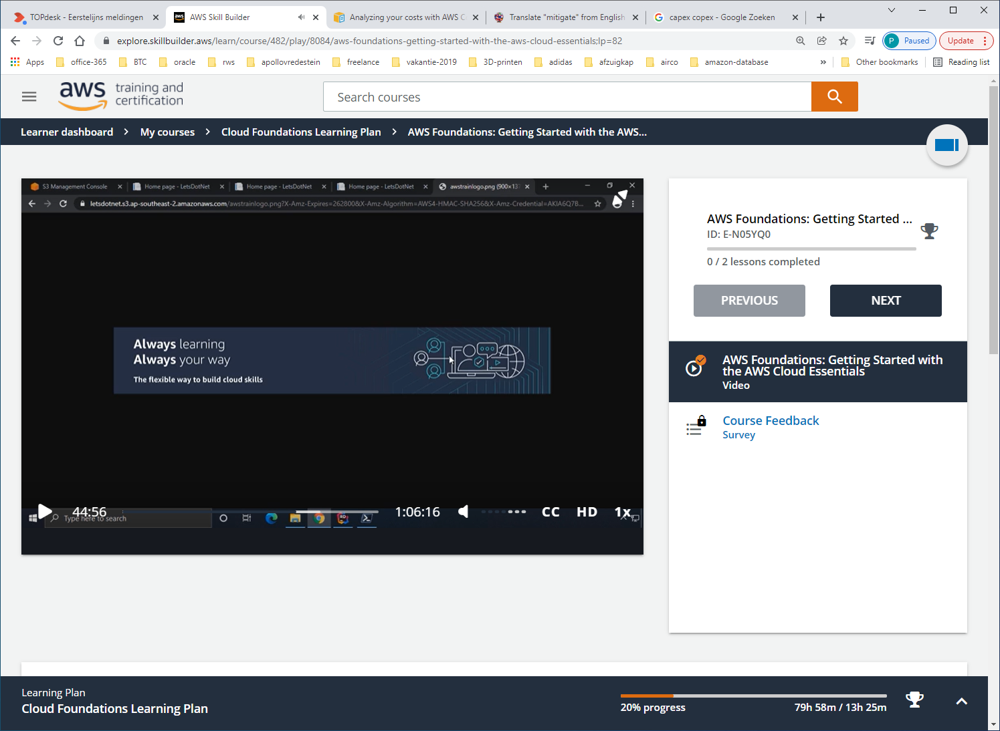 TOPdesk - Eerstelijns meldingen
AWS Skill Builder
Analyzing your costs with AWS C
Translate "mitigate" from English
capex copex - Google Zoeken
explore.skillbuilder.aws/learn/course/482/play/8084/aws-foundations-getting-started-with-the-aws-cloud-essentials;lp=82
P Paused
Update
Apps
office-365
BTC
oracle
rws
apollovredestein
freelance
vakantie-2019
3D-printen
adidas
afzuigkap
airco
amazon-database
»
Other bookmarks
Reading list
aws training and
certification
Search courses
Learner dashboard > My courses > Cloud Foundations Learning Plan > AWS Foundations: Getting Started with the AWS...
S3 Management Console
Home page - LetsDotNet
Home page - LetsDotNet
Home page - LetsDotNet
awstrainlogo.png (900×137
letsdotnet.s3.ap-southeast-2.amazonaws.com/awstrainlogo.png?X-Amz-Expires=262800&X-Amz-Algorithm=AWS4-HMAC-SHA256&X-Amz-Credential=AKIA6Q7B...
Always learning
Always your way
The flexible way to build cloud skills
44:56
1:06:16
CC
HD
1x
Type here to search
AWS Foundations: Getting Started ...
ID: E-N05YQ0
0 / 2 lessons completed
PREVIOUS
NEXT
AWS Foundations: Getting Started with
the AWS Cloud Essentials
Video
Course Feedback
Survey
Learning Plan
Cloud Foundations Learning Plan
20% progress
79h 58m / 13h 25m